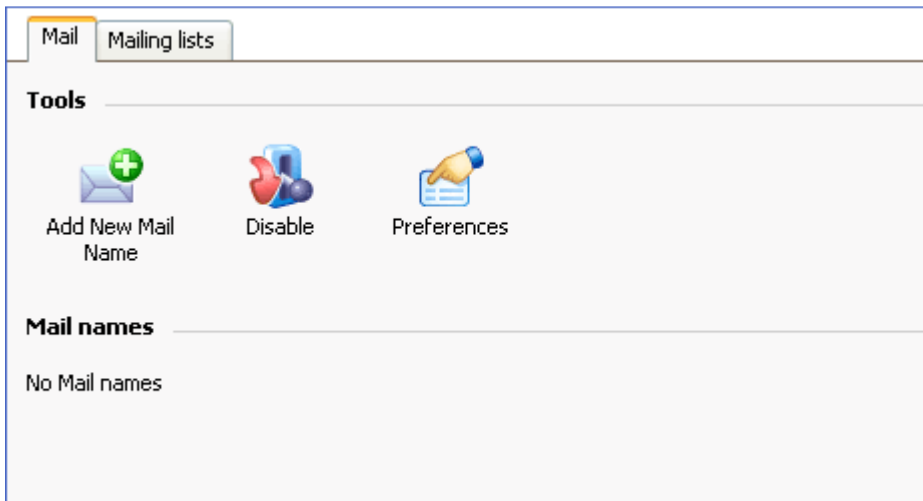 Mail
Mailing lists
Tools
Add New Mail
Name
Disable
Preferences
Mail names
No Mail names